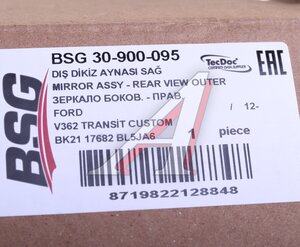 BSG 30-900-095
TecDoc
EAC
DIŞ DİKİZ AYNASI SAĞ
MIRROR ASSY - REAR VIEW OUTER
ЗЕРКАЛО БОКОВ. - ПРАВ.
FORD
V362 TRANSİT CUSTOM / 12-
BK21 17682 BL5JA6
1 piece
8719822128848
BSG